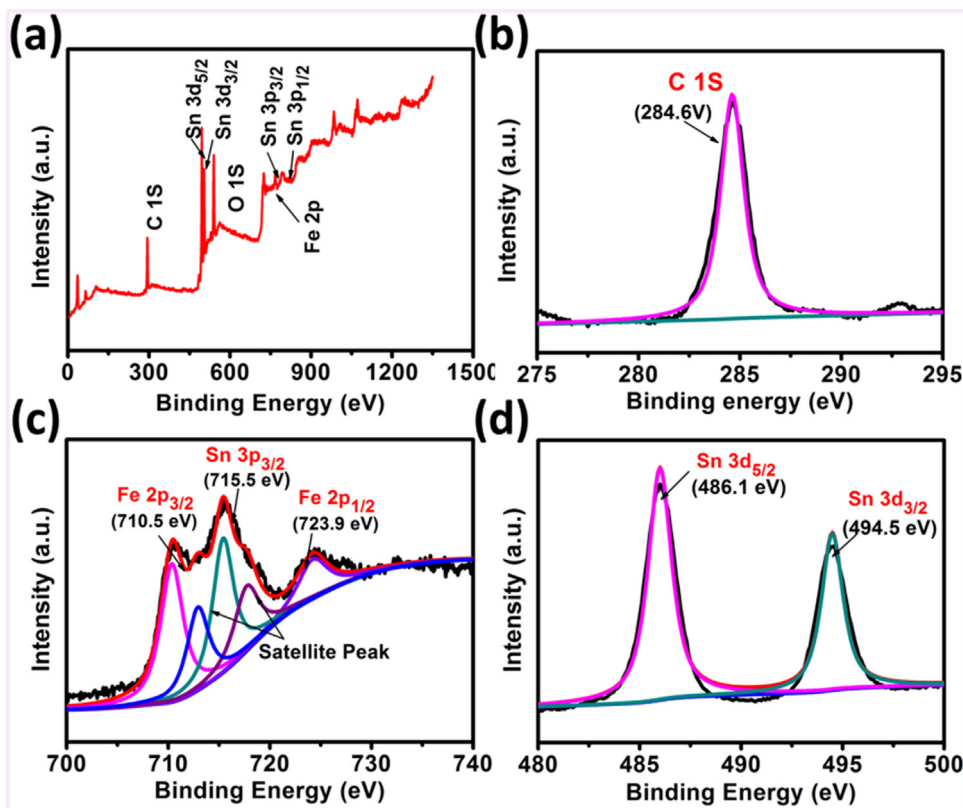 (a)
Intensity (a.u.)
C 1S
Sn 3d5/2
Sn 3d3/2
O 1S
Sn 3p3/2
Sn 3p1/2
Fe 2p
0 300 600 900 1200 1500
Binding Energy (eV)
(b)
Intensity (a.u.)
C 1S
(284.6V)
275 280 285 290 295
Binding energy (eV)
(c)
Intensity (a.u.)
Fe 2p3/2
(710.5 eV)
Sn 3p3/2
(715.5 eV)
Fe 2p1/2
(723.9 eV)
Satellite Peak
700 710 720 730 740
Binding Energy (eV)
(d)
Intensity (a.u.)
Sn 3d5/2
(486.1 eV)
Sn 3d3/2
(494.5 eV)
480 485 490 495 500
Binding Energy (eV)